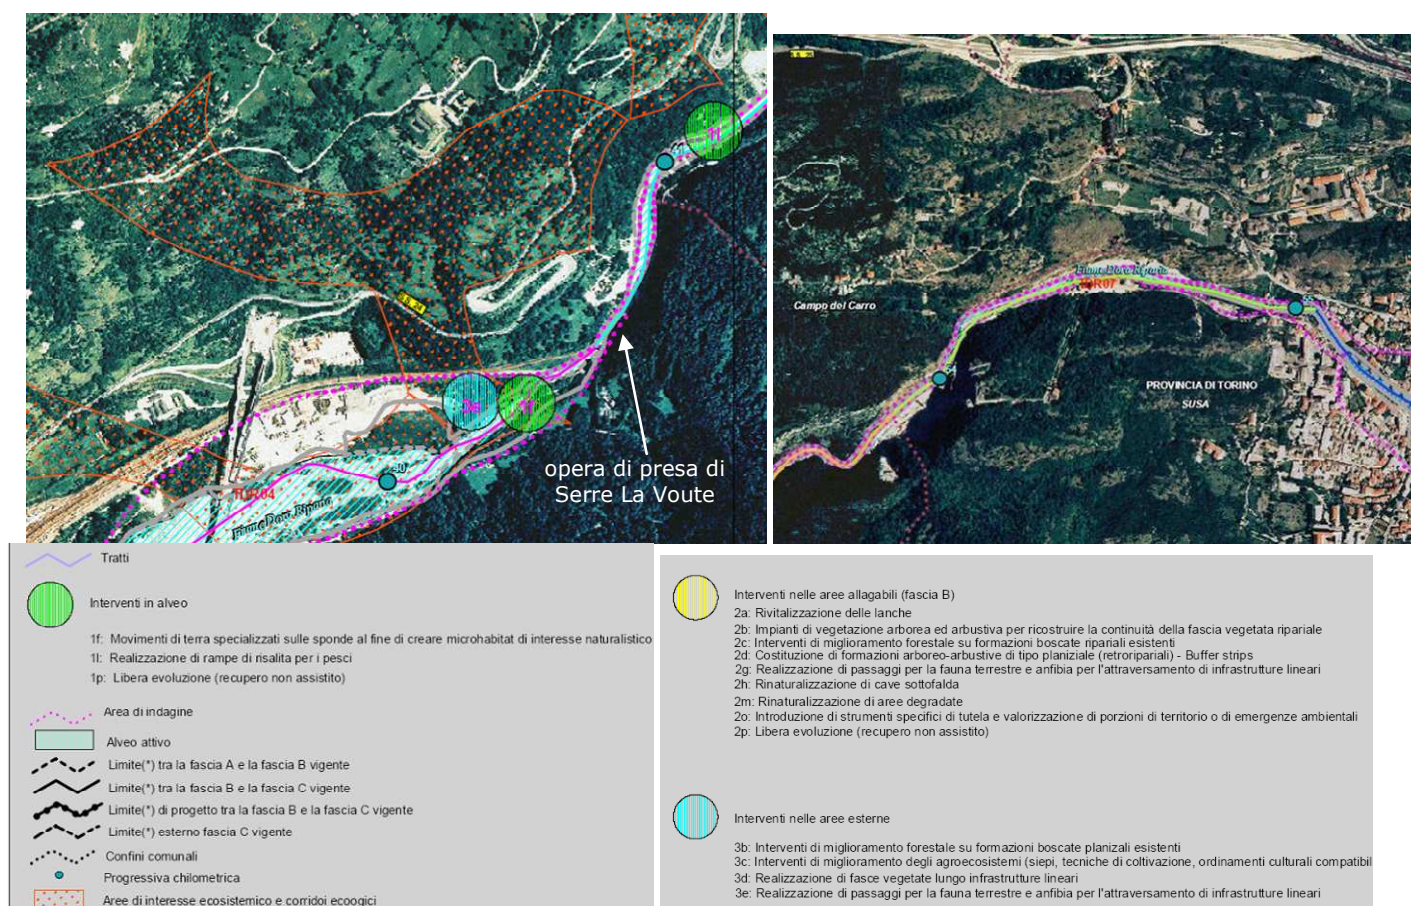 1f
S.S. 24
3e
1f
40
opera di presa di
Serre La Voute
Fiume Dora Riparia
Fiume Dora Riparia
Campo del Carro
PROVINCIA DI TORINO
SUSA
Tratti
Interventi in alveo
1f: Movimenti di terra specializzati sulle sponde al fine di creare microhabitat di interesse naturalistico
1l: Realizzazione di rampe di risalita per i pesci
1p: Libera evoluzione (recupero non assistito)
Area di indagine
Alveo attivo
Limite(*) tra la fascia A e la fascia B vigente
Limite(*) tra la fascia B e la fascia C vigente
Limite(*) di progetto tra la fascia B e la fascia C vigente
Limite(*) esterno fascia C vigente
Confini comunali
Progressiva chilometrica
Aree di interesse ecosistemico e corridoi ecoogici
Interventi nelle aree allagabili (fascia B)
2a: Rivitalizzazione delle lanche
2b: Impianti di vegetazione arborea ed arbustiva per ricostruire la continuità della fascia vegetata ripariale
2c: Interventi di miglioramento forestale su formazioni boscate ripariali esistenti
2d: Costituzione di formazioni arboreo-arbustive di tipo planiziale (retroripariali) - Buffer strips
2g: Realizzazione di passaggi per la fauna terrestre e anfibia per l'attraversamento di infrastrutture lineari
2h: Rinaturalizzazione di cave sottofalda
2m: Rinaturalizzazione di aree degradate
2o: Introduzione di strumenti specifici di tutela e valorizzazione di porzioni di territorio o di emergenze ambientali
2p: Libera evoluzione (recupero non assistito)
Interventi nelle aree esterne
3b: Interventi di miglioramento forestale su formazioni boscate planizali esistenti
3c: Interventi di miglioramento degli agroecosistemi (siepi, tecniche di coltivazione, ordinamenti culturali compatibil
3d: Realizzazione di fasce vegetate lungo infrastrutture lineari
3e: Realizzazione di passaggi per la fauna terrestre e anfibia per l'attraversamento di infrastrutture lineari